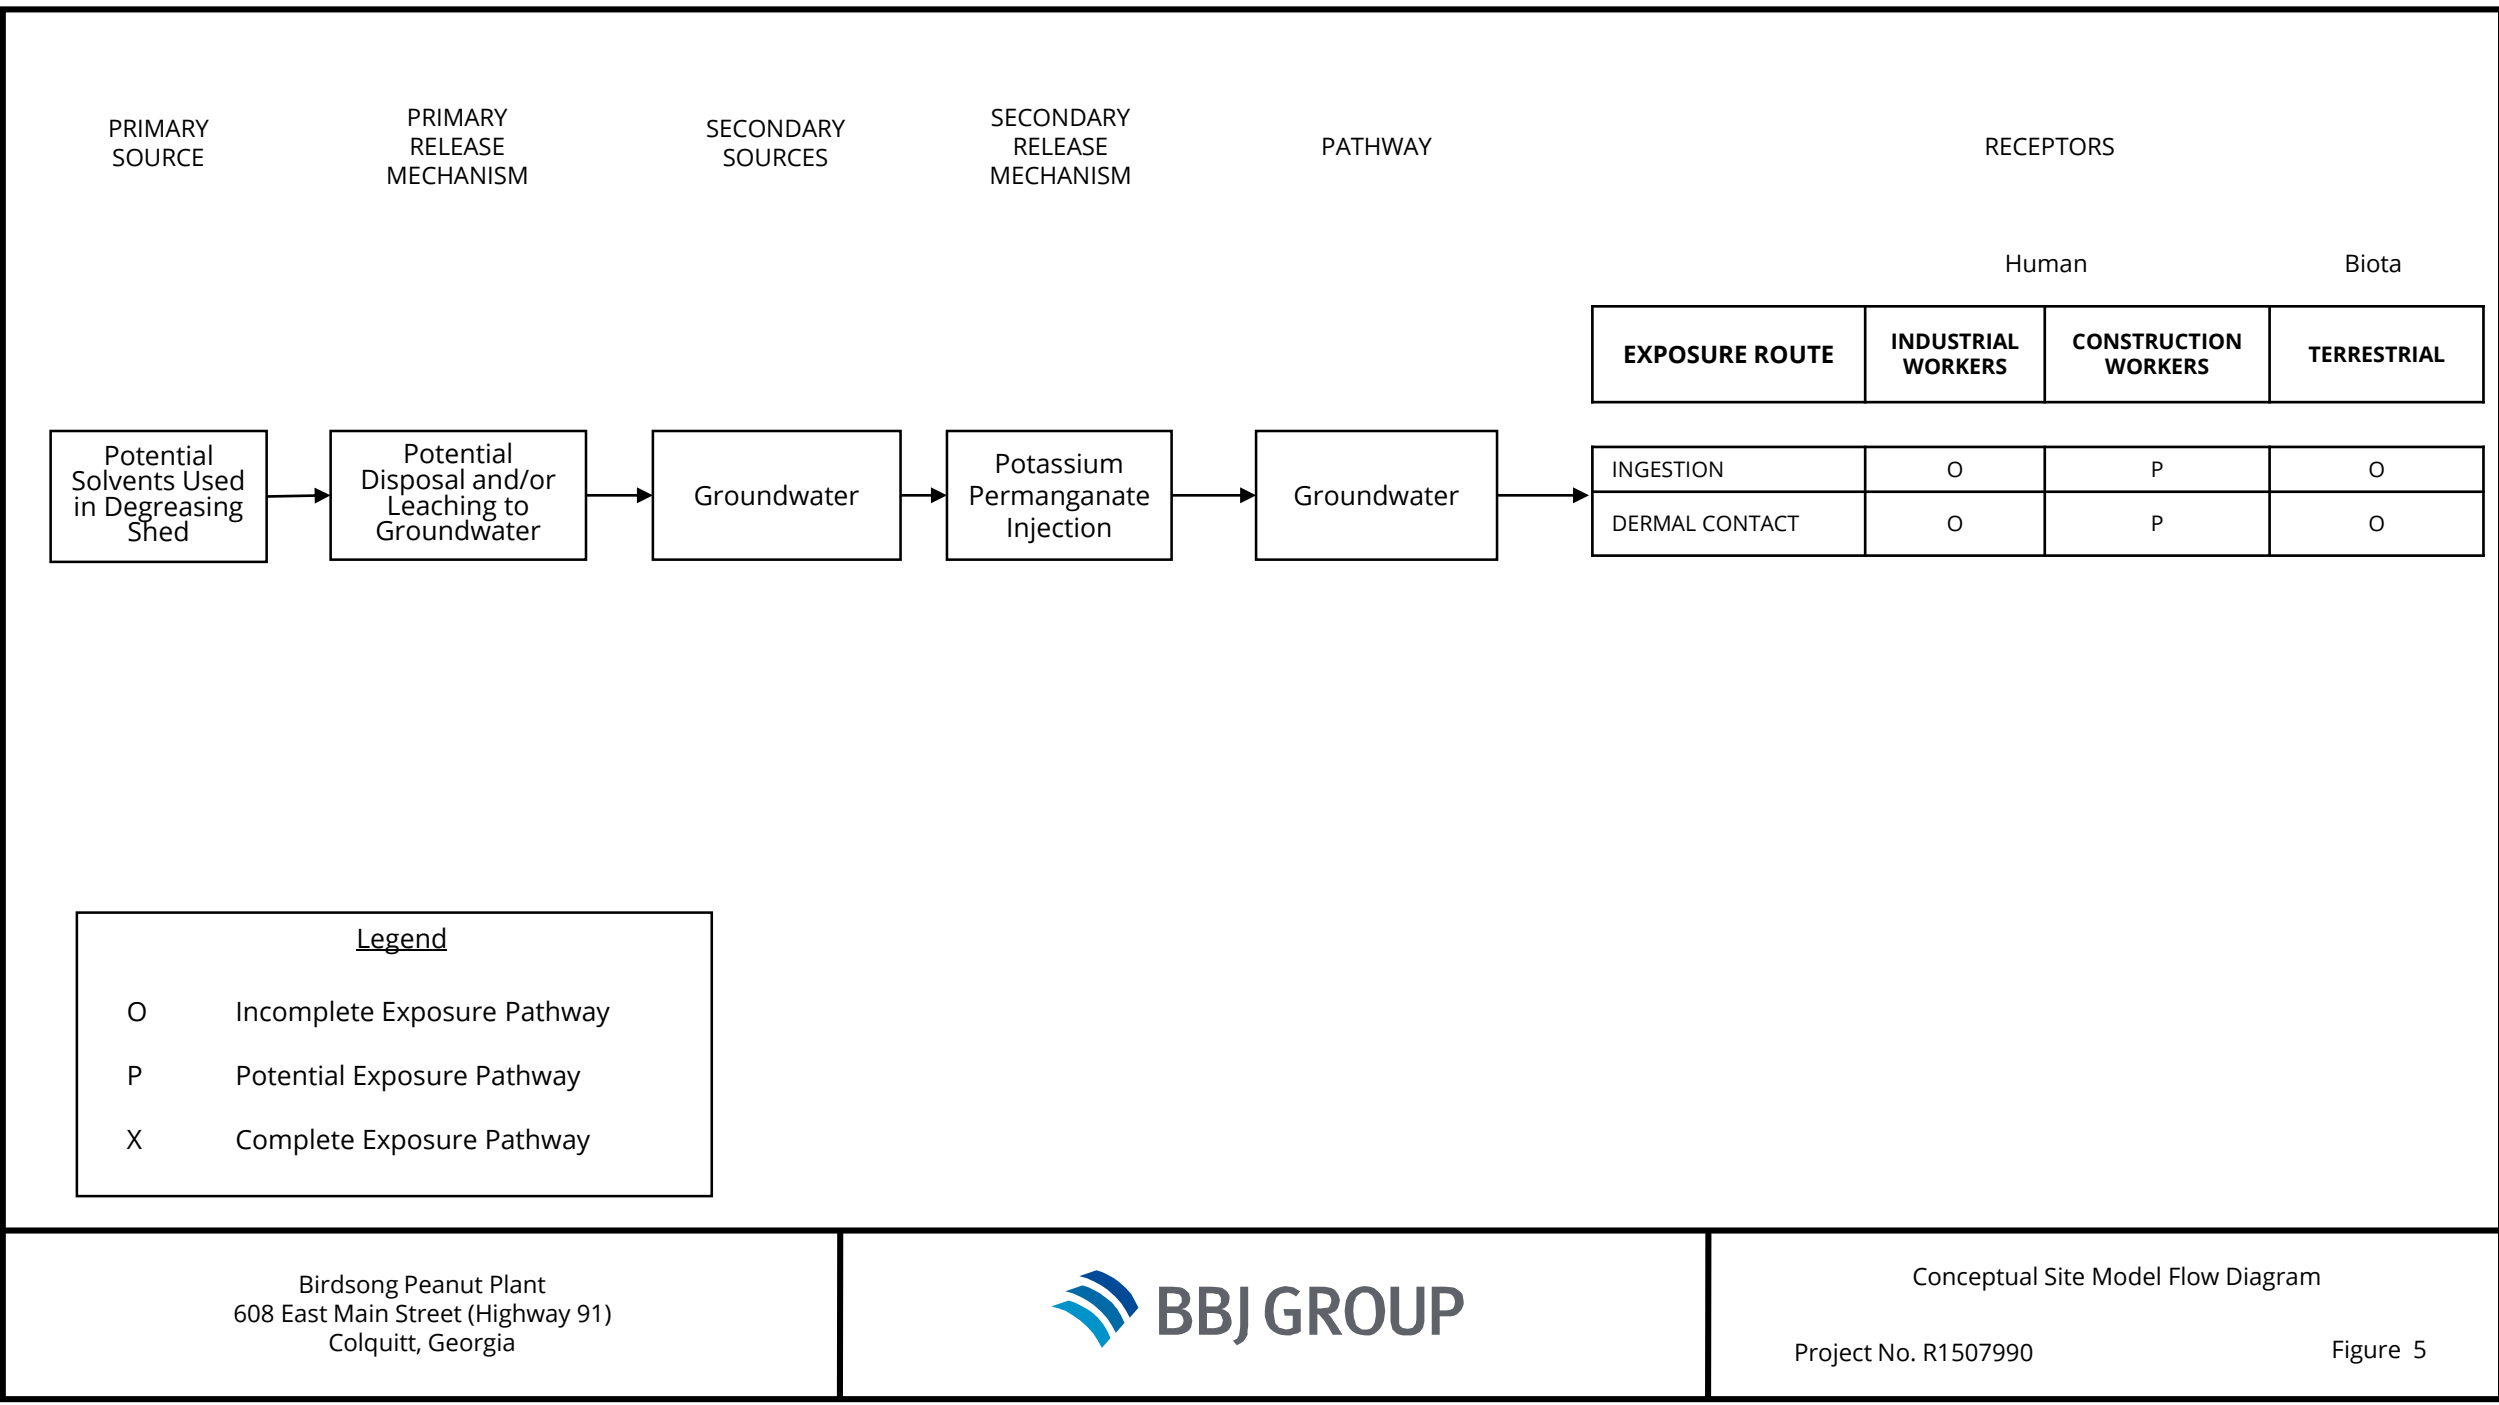 PRIMARY
SOURCE
PRIMARY
RELEASE
MECHANISM
SECONDARY
SOURCES
SECONDARY
RELEASE
MECHANISM
PATHWAY
RECEPTORS
Human
Biota
EXPOSURE ROUTE
INDUSTRIAL
WORKERS
CONSTRUCTION
WORKERS
TERRESTRIAL
Potential
Solvents Used
in Degreasing
Shed
Potential
Disposal and/or
Leaching to
Groundwater
Groundwater
Potassium
Permanganate
Injection
Groundwater
INGESTION O P O
DERMAL CONTACT O P O
Legend
O Incomplete Exposure Pathway
P Potential Exposure Pathway
X Complete Exposure Pathway
Birdsong Peanut Plant
608 East Main Street (Highway 91)
Colquitt, Georgia
BBJ GROUP
Conceptual Site Model Flow Diagram
Project No. R1507990
Figure 5